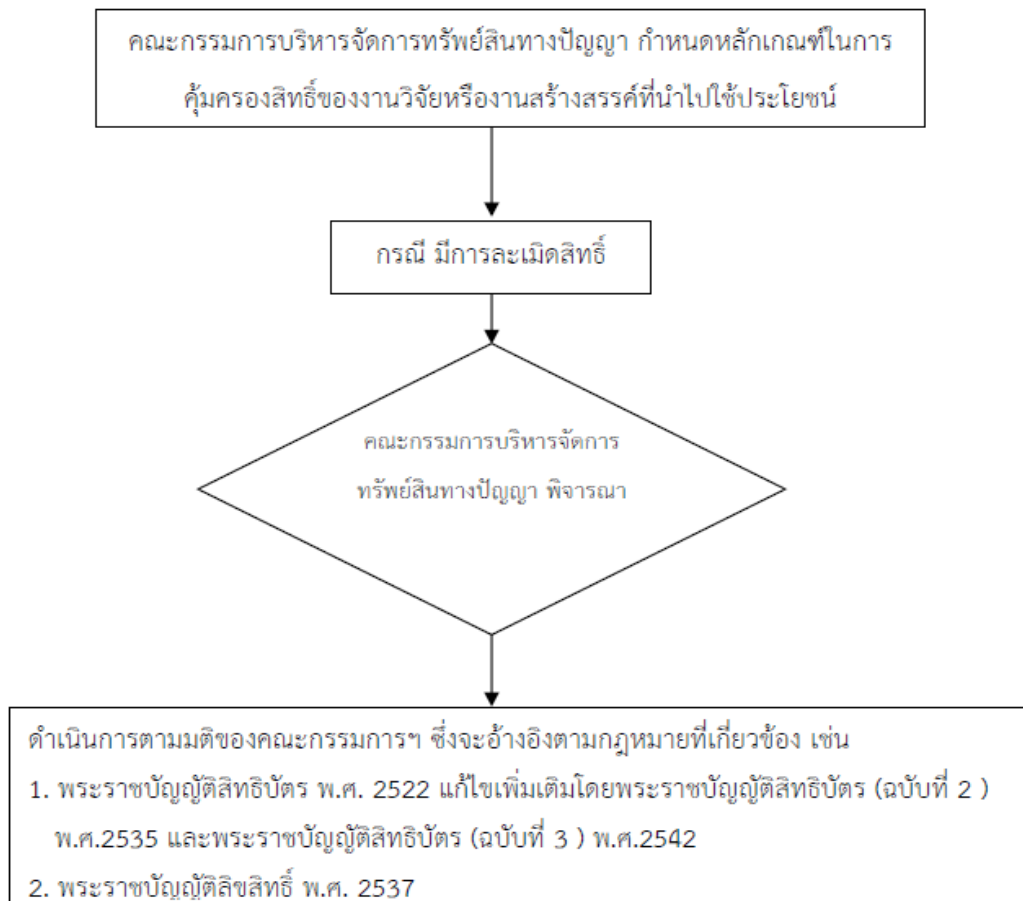 คณะกรรมการบริหารจัดการทรัพย์สินทางปัญญา กำหนดหลักเกณฑ์ในการ
คุ้มครองสิทธิ์ของงานวิจัยหรืองานสร้างสรรค์ที่นำไปใช้ประโยชน์
กรณี มีการละเมิดสิทธิ์
คณะกรรมการบริหารจัดการ
ทรัพย์สินทางปัญญา พิจารณา
ดำเนินการตามมติของคณะกรรมการฯ ซึ่งจะอ้างอิงตามกฎหมายที่เกี่ยวข้อง เช่น
1. พระราชบัญญัติสิทธิบัตร พ.ศ. 2522 แก้ไขเพิ่มเติมโดยพระราชบัญญัติสิทธิบัตร (ฉบับที่ 2 )
พ.ศ.2535 และพระราชบัญญัติสิทธิบัตร (ฉบับที่ 3 ) พ.ศ.2542
2. พระราชบัญญัติลิขสิทธิ์ พ.ศ. 2537